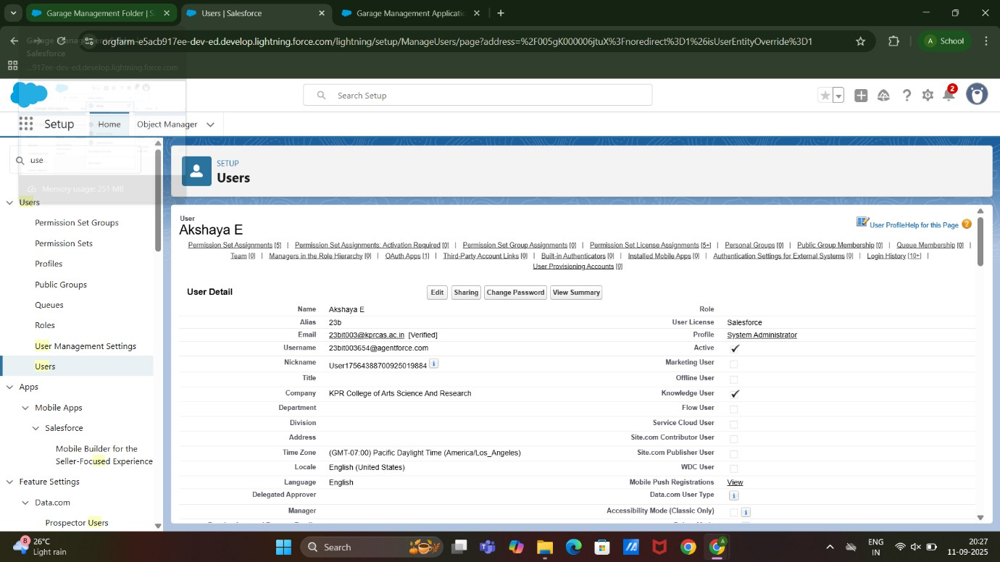 Garage Management Folder | S
Users | Salesforce
Garage Management Applicatio
orgfarm-e5acb917ee-dev-ed.develop.lightning.force.com/lightning/setup/ManageUsers/page?address=%2F005gK000006jtuX%3Fnoredirect%3D1%26isUserEntityOverride%3D1
A School
Garage Management Folder |
Salesforce
...917ee-dev-ed.develop.lightning.force.com
Search Setup
2
Setup
Home
Object Manager
use
Memory usage: 251 MB
Users
Permission Set Groups
Permission Sets
Profiles
Public Groups
Queues
Roles
User Management Settings
Users
Apps
Mobile Apps
Salesforce
Mobile Builder for the
Seller-Focused Experience
Feature Settings
Data.com
Prospector Users
SETUP
Users
User
Akshaya E
User Profile Help for this Page
Permission Set Assignments [5] | Permission Set Assignments: Activation Required [0] | Permission Set Group Assignments [0] | Permission Set License Assignments [5+] | Personal Groups [0] | Public Group Membership [0] | Queue Membership [0] |
Team [0] | Managers in the Role Hierarchy [0] | OAuth Apps [1] | Third-Party Account Links [0] | Built-in Authenticators [0] | Installed Mobile Apps [0] | Authentication Settings for External Systems [0] | Login History [10+] |
User Provisioning Accounts [0]
User Detail
Edit Sharing Change Password View Summary
Name Akshaya E Role
Alias 23b User License Salesforce
Email 23bit003@kprcas.ac.in [Verified] Profile System Administrator
Username 23bit003654@agentforce.com Active
Nickname User17564388700925019884 i Marketing User
Title Offline User
Company KPR College of Arts Science And Research Knowledge User
Department Flow User
Division Service Cloud User
Address Site.com Contributor User
Time Zone (GMT-07:00) Pacific Daylight Time (America/Los_Angeles) Site.com Publisher User
Locale English (United States) WDC User
Language English Mobile Push Registrations View
Delegated Approver Data.com User Type i
Manager Accessibility Mode (Classic Only) i
8
26°C
Light rain
Search
ENG
IN
20:27
11-09-2025